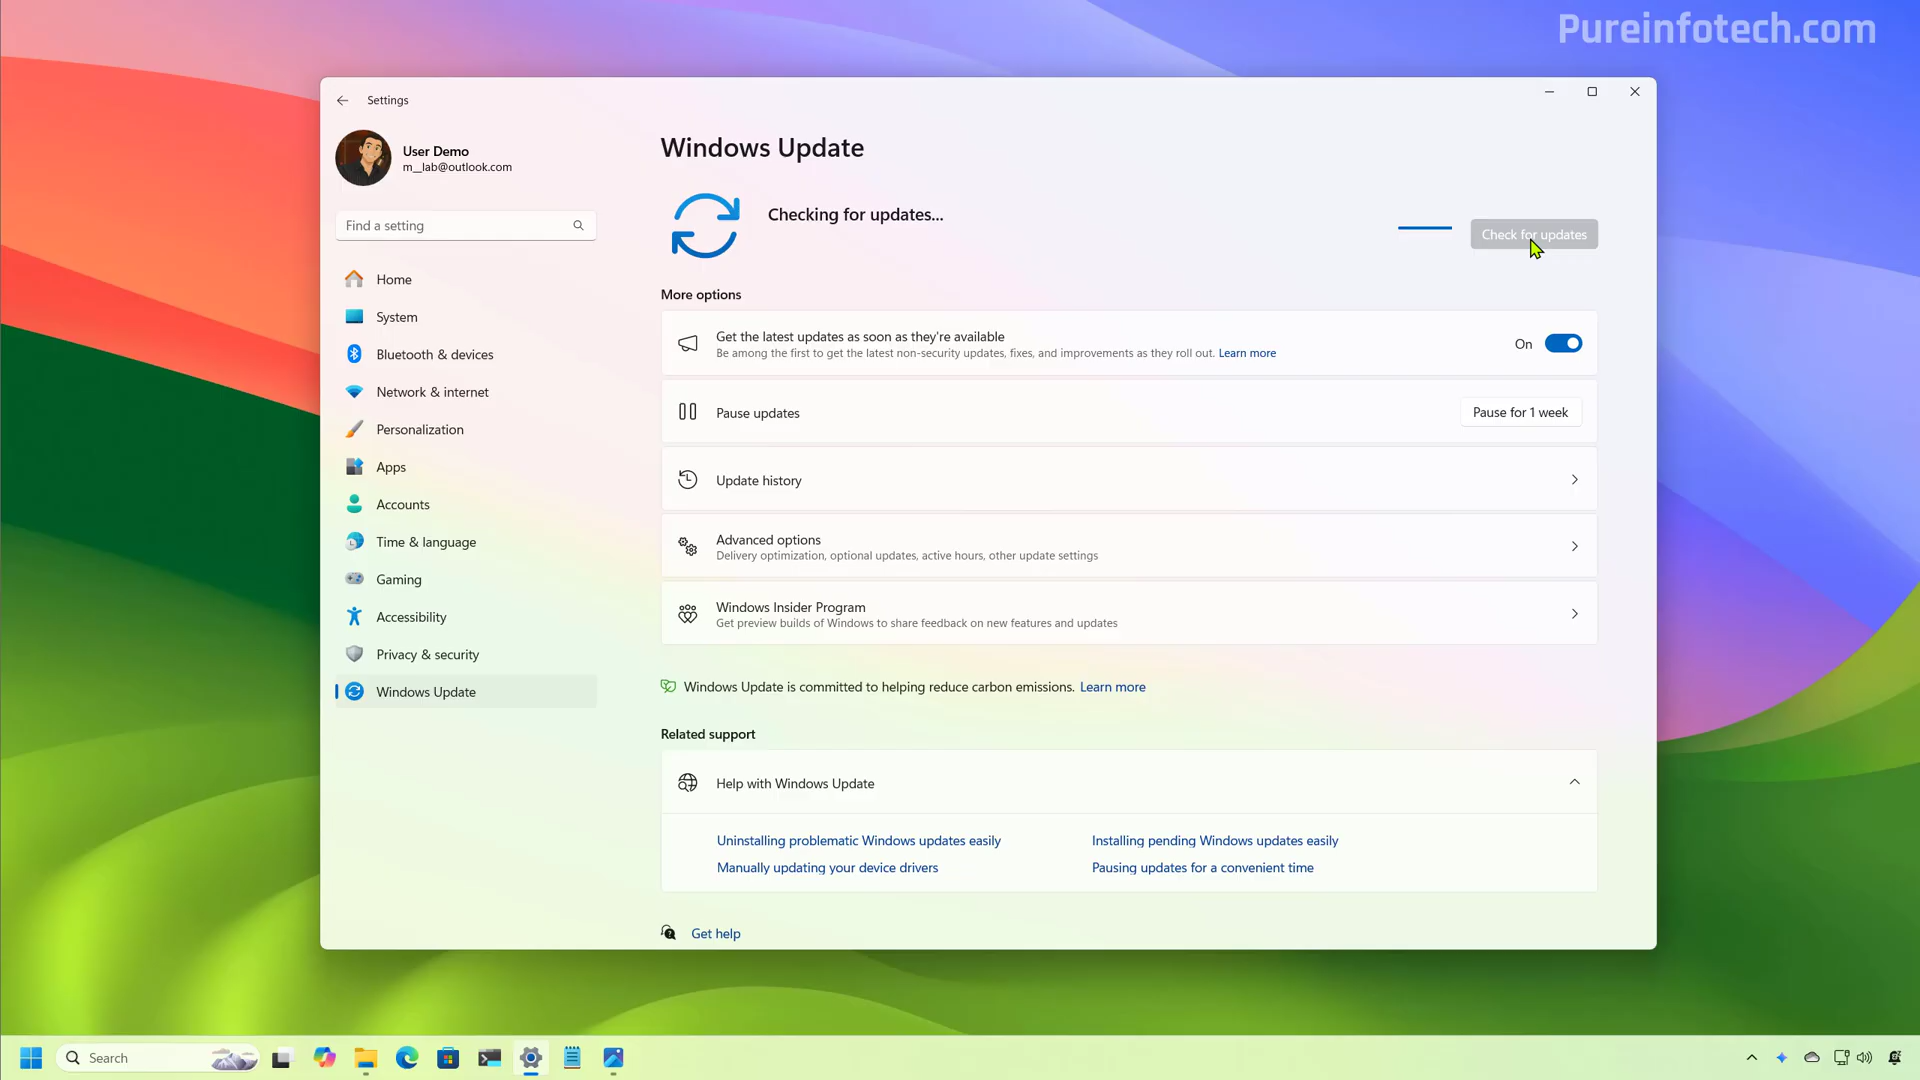 Pureinfotech.com
Settings
User Demo
m__lab@outlook.com
Find a setting
Home
System
Bluetooth & devices
Network & internet
Personalization
Apps
Accounts
Time & language
Gaming
Accessibility
Privacy & security
Windows Update
Windows Update
Checking for updates...
Check for updates
More options
Get the latest updates as soon as they're available
Be among the first to get the latest non-security updates, fixes, and improvements as they roll out. Learn more
On
Pause updates
Pause for 1 week
Update history
Advanced options
Delivery optimization, optional updates, active hours, other update settings
Windows Insider Program
Get preview builds of Windows to share feedback on new features and updates
Windows Update is committed to helping reduce carbon emissions. Learn more
Related support
Help with Windows Update
Uninstalling problematic Windows updates easily
Installing pending Windows updates easily
Manually updating your device drivers
Pausing updates for a convenient time
Get help
Search